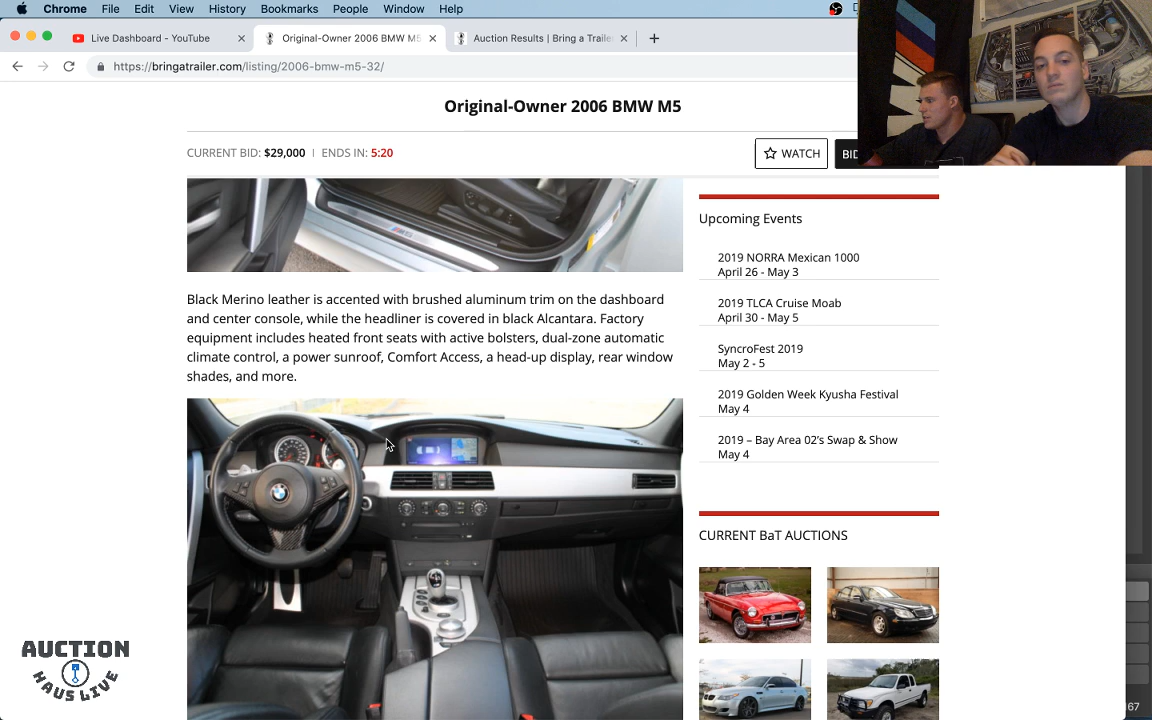 Chrome File Edit View History Bookmarks People Window Help
Live Dashboard - YouTube
Original-Owner 2006 BMW M5
Auction Results | Bring a Traile
https://bringatrailer.com/listing/2006-bmw-m5-32/
Original-Owner 2006 BMW M5
CURRENT BID: $29,000 | ENDS IN: 5:20
WATCH
BID
Upcoming Events
2019 NORRA Mexican 1000
April 26 - May 3
2019 TLCA Cruise Moab
April 30 - May 5
SyncroFest 2019
May 2 - 5
2019 Golden Week Kyusha Festival
May 4
2019 – Bay Area 02's Swap & Show
May 4
Black Merino leather is accented with brushed aluminum trim on the dashboard
and center console, while the headliner is covered in black Alcantara. Factory
equipment includes heated front seats with active bolsters, dual-zone automatic
climate control, a power sunroof, Comfort Access, a head-up display, rear window
shades, and more.
CURRENT BaT AUCTIONS
AUCTION
HAUS LIVE
67